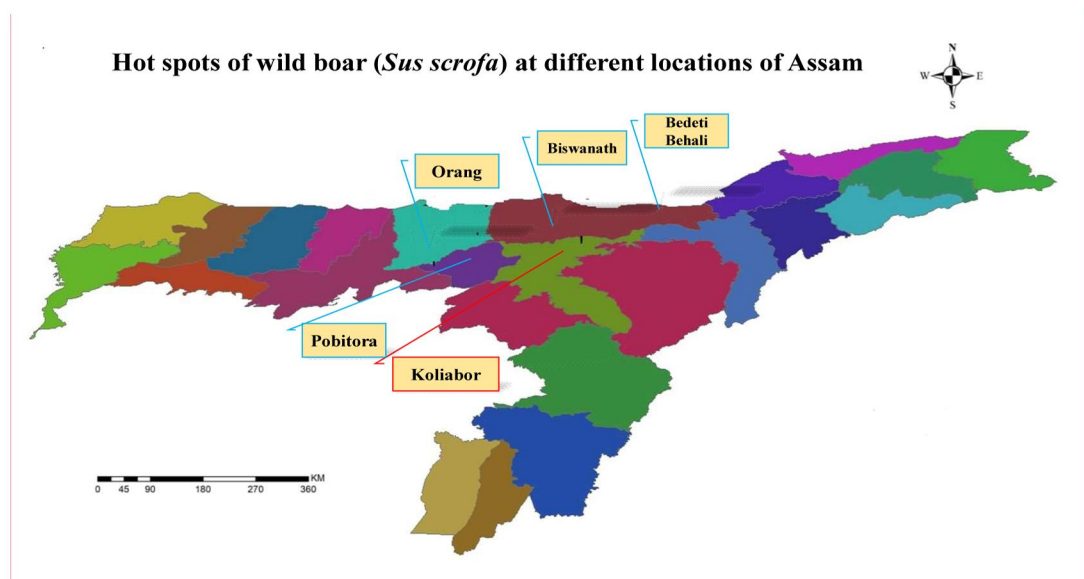 Hot spots of wild boar (Sus scrofa) at different locations of Assam
N
W E
S
Bedeti
Behali
Biswanath
Orang
Pobitora
Koliabor
KM
0 45 90 180 270 360